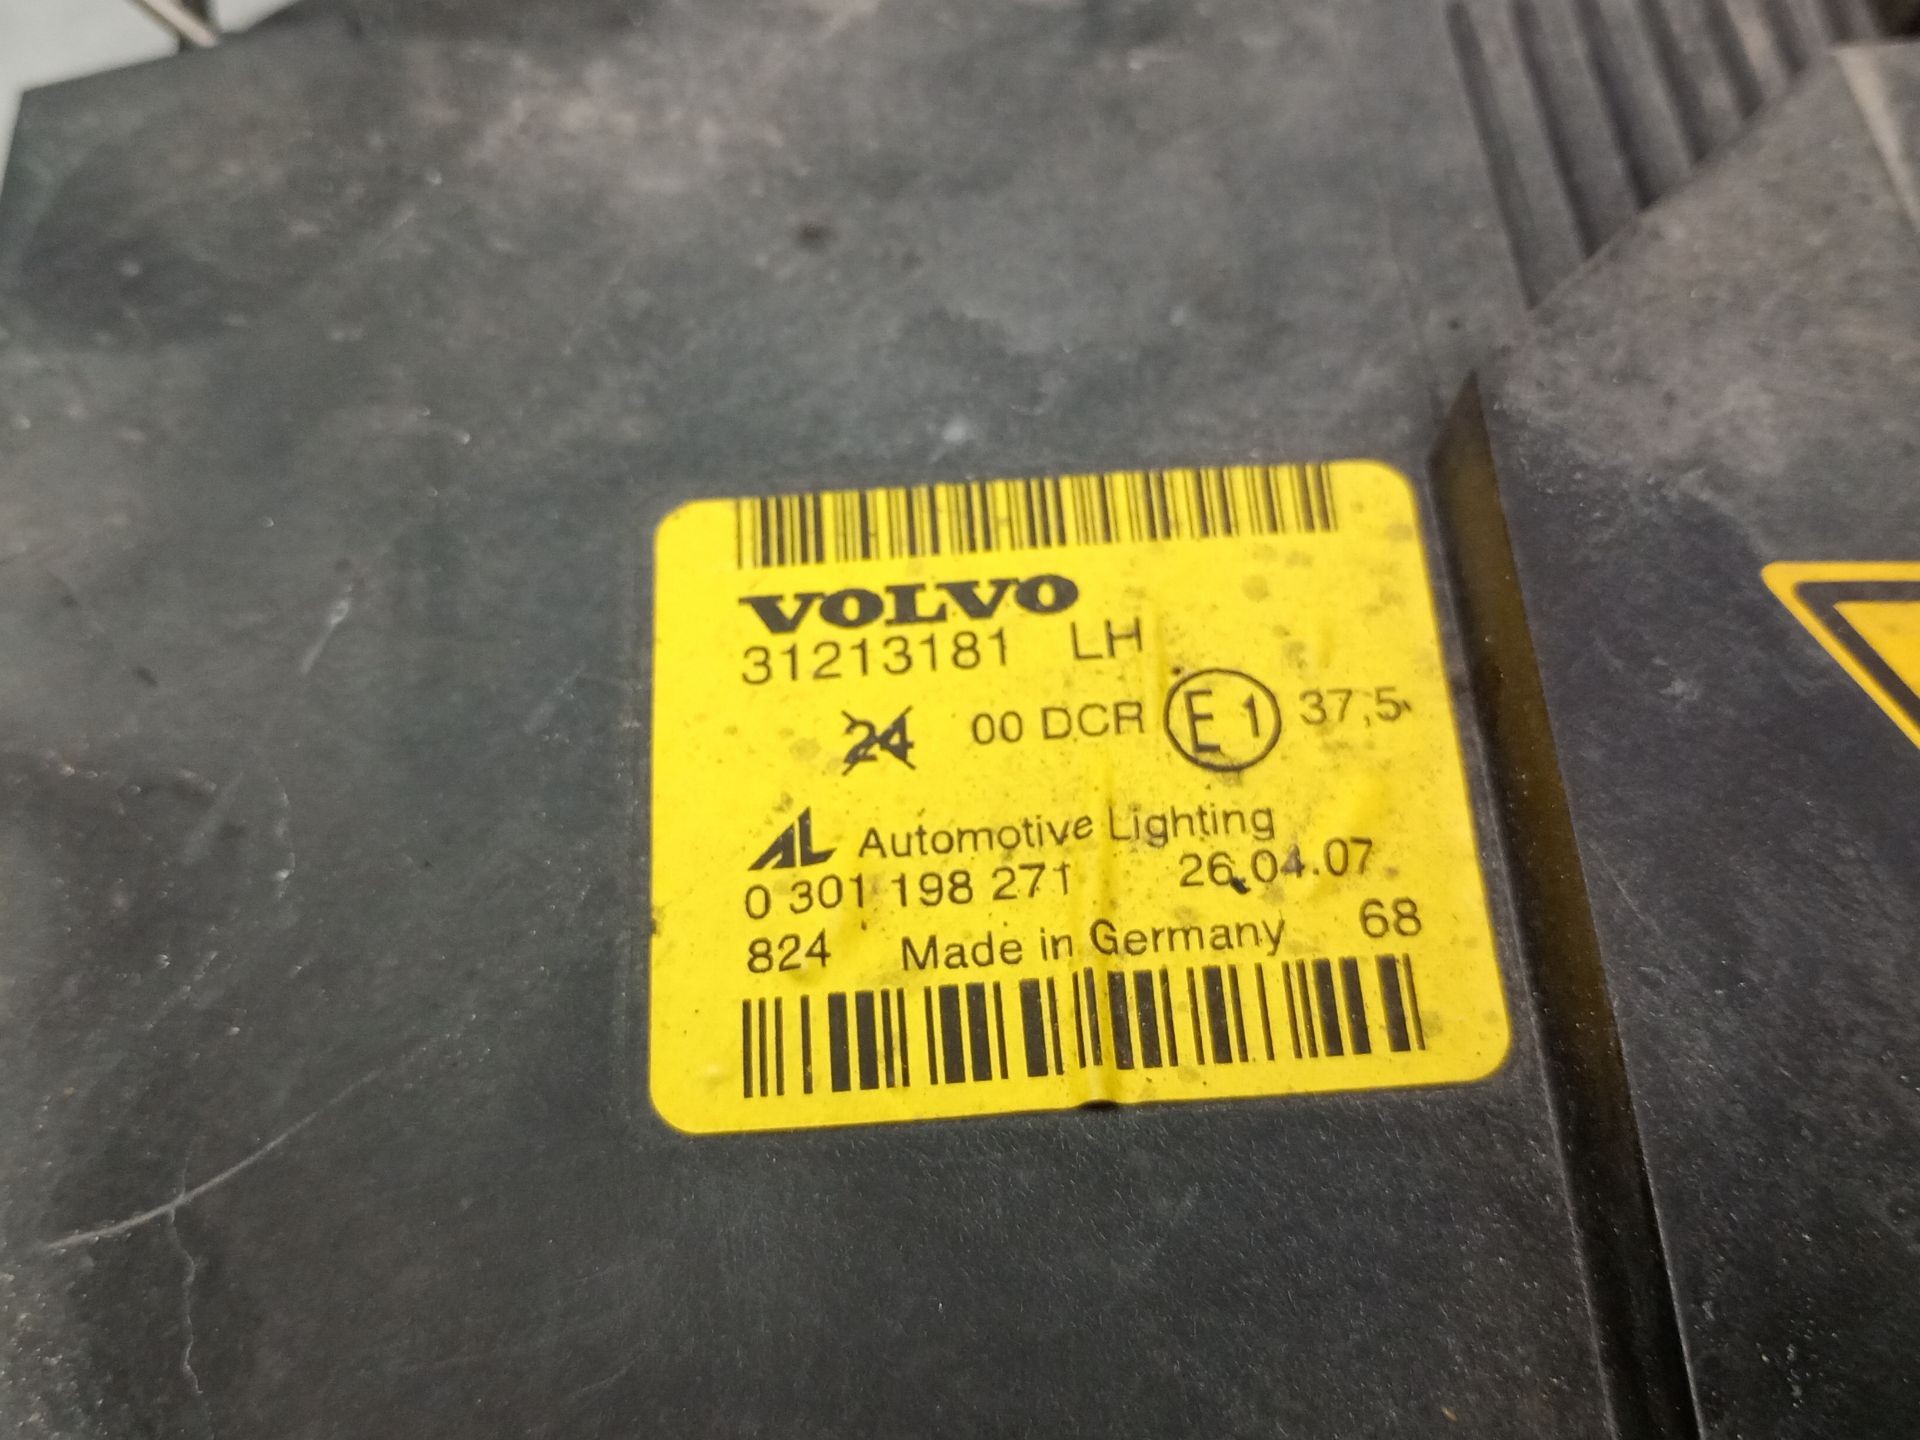 VOLVO
31213181 LH
24 00 DCR E1 37,5
AL Automotive Lighting
0 301 198 271 26.04.07
824 Made in Germany 68